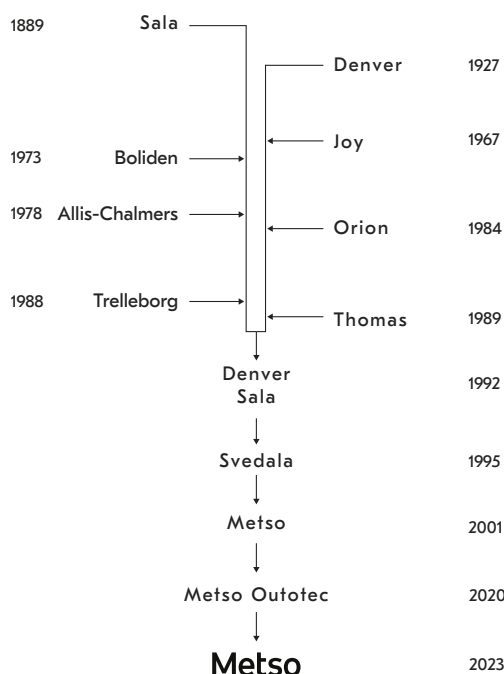 1889 Sala
Denver 1927
Joy 1967
1973 Boliden
1978 Allis-Chalmers
Orion 1984
1988 Trelleborg
Thomas 1989
Denver
Sala 1992
Svedala 1995
Metso 2001
Metso Outotec 2020
Metso 2023